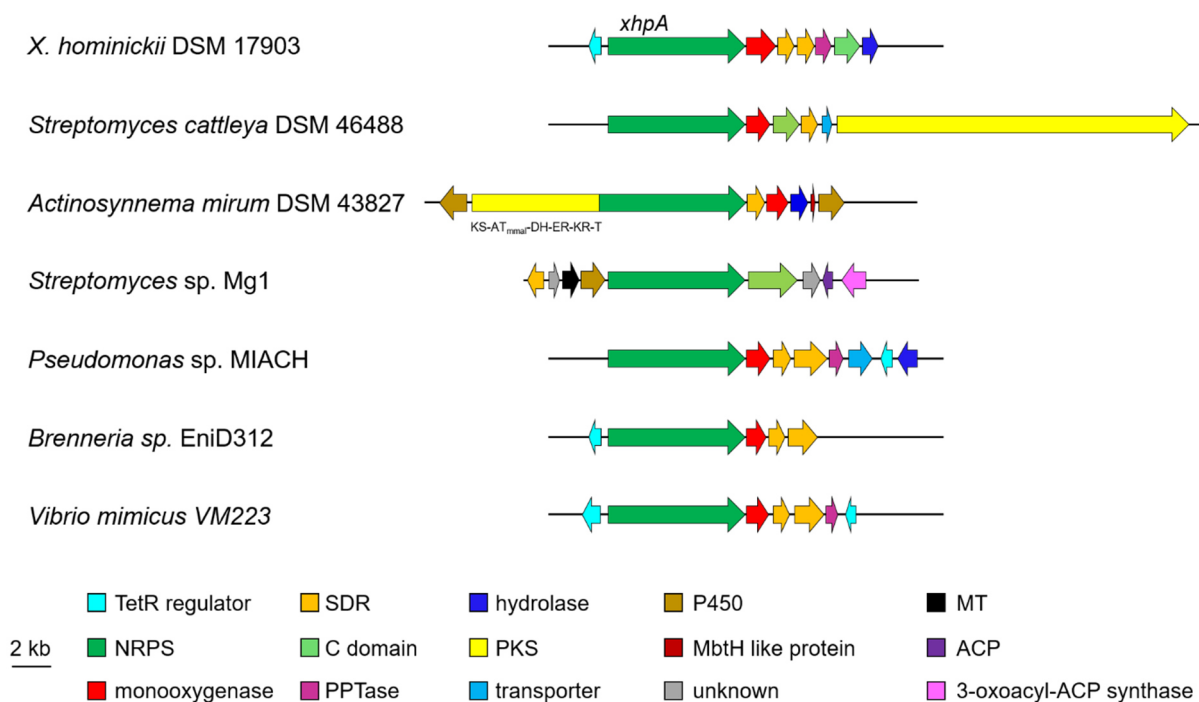 xhpA
X. hominickii DSM 17903
Streptomyces cattleya DSM 46488
Actinosynnema mirum DSM 43827
KS-ATmmal-DH-ER-KR-T
Streptomyces sp. Mg1
Pseudomonas sp. MIACH
Brenneria sp. EniD312
Vibrio mimicus VM223
TetR regulator SDR hydrolase P450 MT
2 kb NRPS C domain PKS MbtH like protein ACP
monooxygenase PPTase transporter unknown 3-oxoacyl-ACP synthase